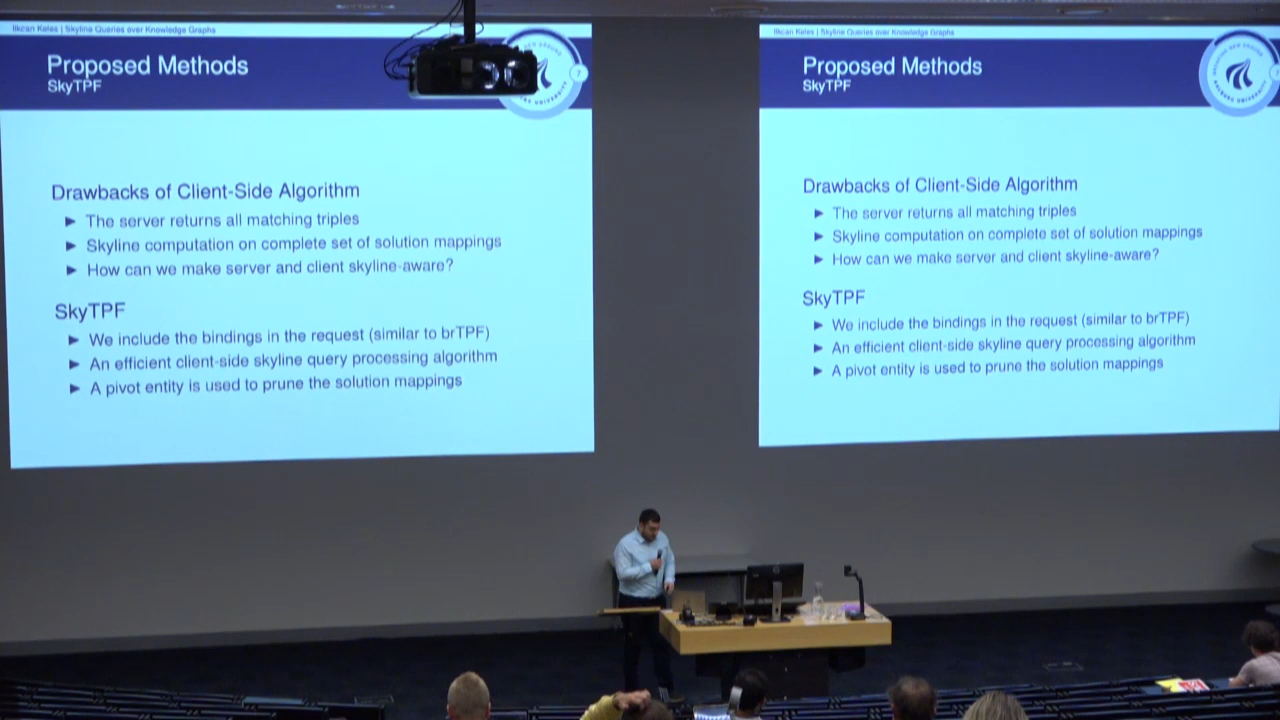 Ilkcan Keles | Skyline Queries over Knowledge Graphs
Proposed Methods
SkyTPF
7
Drawbacks of Client-Side Algorithm
The server returns all matching triples
Skyline computation on complete set of solution mappings
How can we make server and client skyline-aware?
SkyTPF
We include the bindings in the request (similar to brTPF)
An efficient client-side skyline query processing algorithm
A pivot entity is used to prune the solution mappings
Ilkcan Keles | Skyline Queries over Knowledge Graphs
Proposed Methods
SkyTPF
AALBORG UNIVERSITY
Drawbacks of Client-Side Algorithm
The server returns all matching triples
Skyline computation on complete set of solution mappings
How can we make server and client skyline-aware?
SkyTPF
We include the bindings in the request (similar to brTPF)
An efficient client-side skyline query processing algorithm
A pivot entity is used to prune the solution mappings